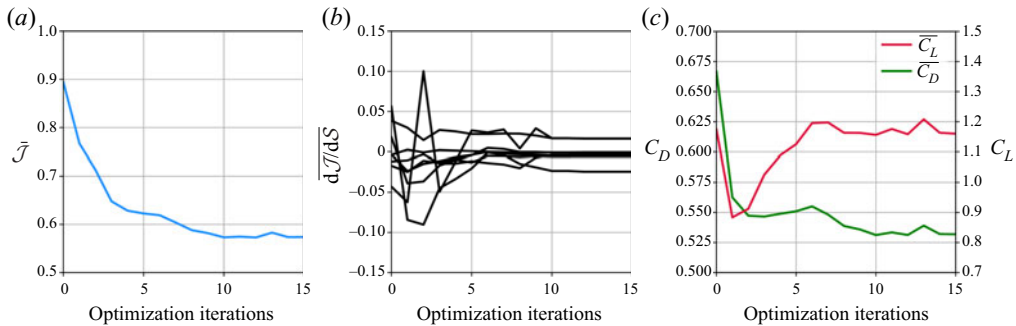 (a)
1.0
0.9
0.8
0.7
0.6
0.5
𝒥̄
0 5 10 15
Optimization iterations
(b)
0.15
0.10
0.05
0
–0.05
–0.10
–0.15
d𝒥/d𝒮
0 5 10 15
Optimization iterations
(c)
0.700
0.675
0.650
0.625
0.600
0.575
0.550
0.525
0.500
C_D
C_L
C_D
1.5
1.4
1.3
1.2
1.1
1.0
0.9
0.8
0.7
C_L
0 5 10 15
Optimization iterations